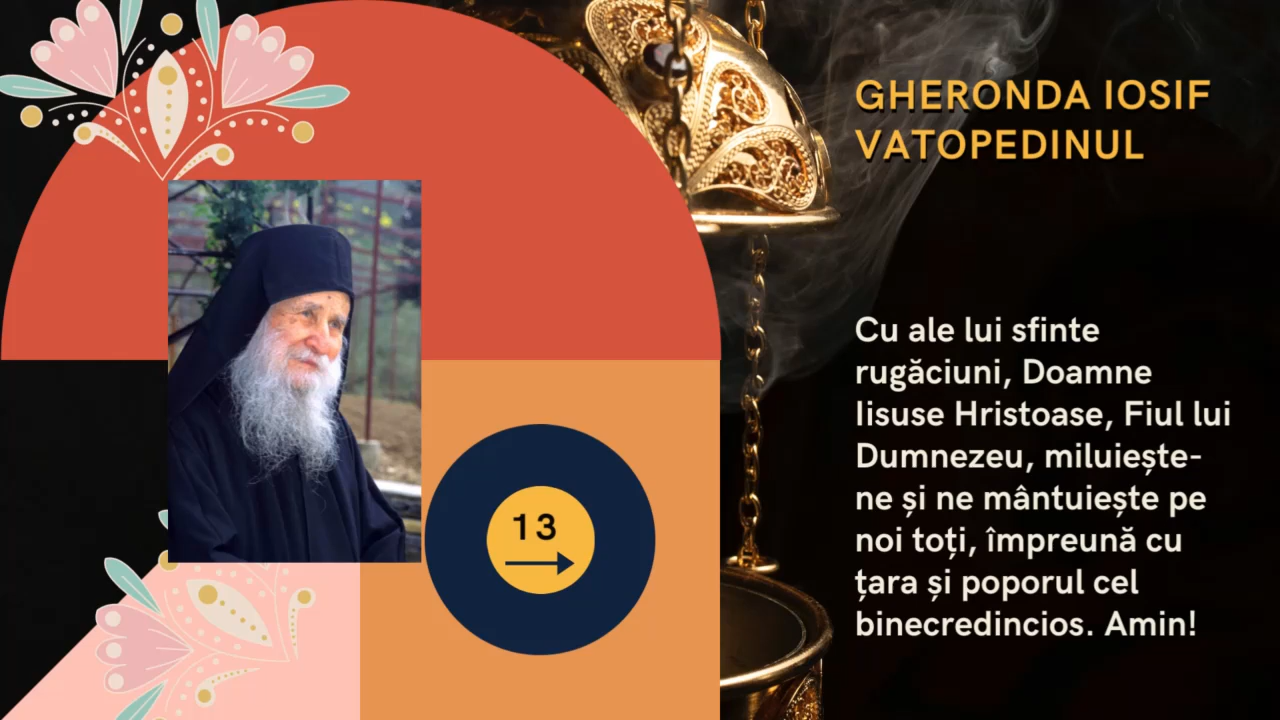 GHERONDA IOSIF
VATOPEDINUL
Cu ale lui sfinte
rugăciuni, Doamne
Iisuse Hristoase, Fiul lui
Dumnezeu, miluiește-
ne și ne mântuiește pe
noi toți, împreună cu
țara și poporul cel
binecredincios. Amin!
13